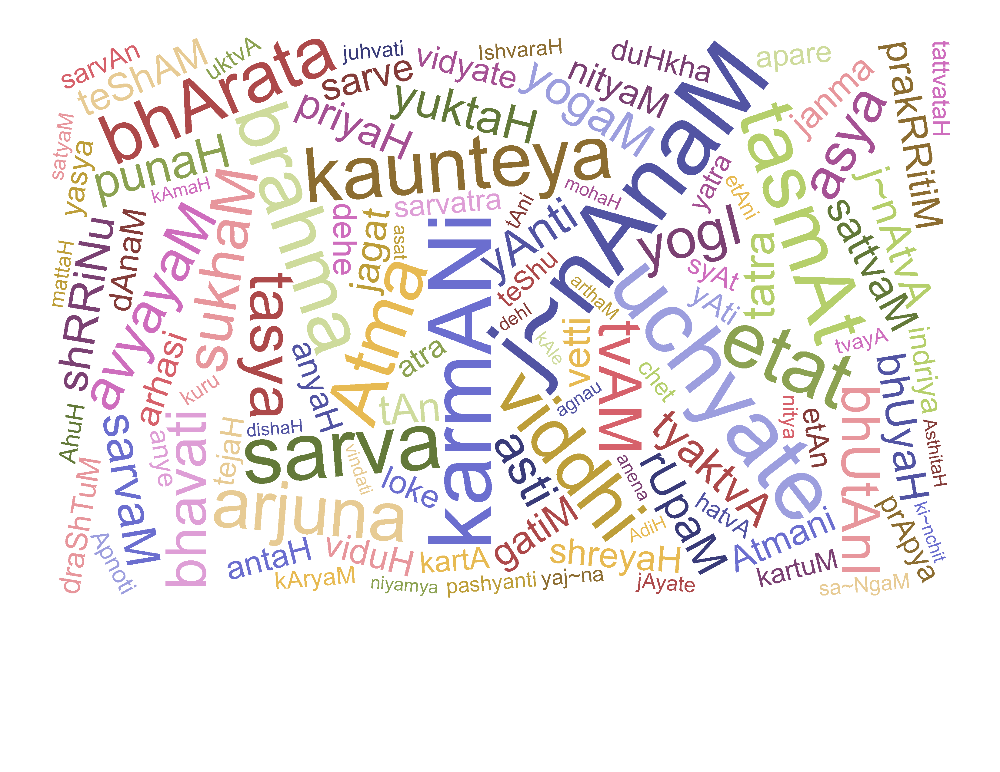 sarvAn
teShAM
uktvA
bhArata
juhvati
sarve
vidyate
IshvaraH
yogaM
nityaM
duHkha
j~nAnaM
apare
janma
prakRRitiM
tattvataH
satyaM
yasya
punaH
kAmaH
brahma
priyaH
yuktaH
kaunteya
sarvatra
tAni
mohaH
yatra
etAni
tasmAt
asya
j~nAtvA
sattvaM
mattaH
shRRiNu
dAnaM
avyayaM
sukhaM
tasya
dehe
jagat
asat
AtmA
karmANi
yAnti
teShu
dehI
arthaM
yogI
syAt
yAti
tatra
uchyate
etat
tvayA
indriya
arhasi
kuru
anyaH
atra
kAle
vetti
tvAM
chet
agnau
viddhi
tAn
AhuH
sarvaM
anye
bhavati
tejaH
dishaH
sarva
vindati
loke
asti
anena
tyaktvA
rupaM
nitya
etAn
bhUtAni
bhuyaH
AsthitaH
ki~nchit
prApya
drashTuM
Apnoti
arjuna
antaH
viduH
kartA
gatiM
shreyaH
AdiH
hatvA
Atmani
kartuM
kAryaM
niyamya
pashyanti
yaj~na
jAyate
sa~NgaM